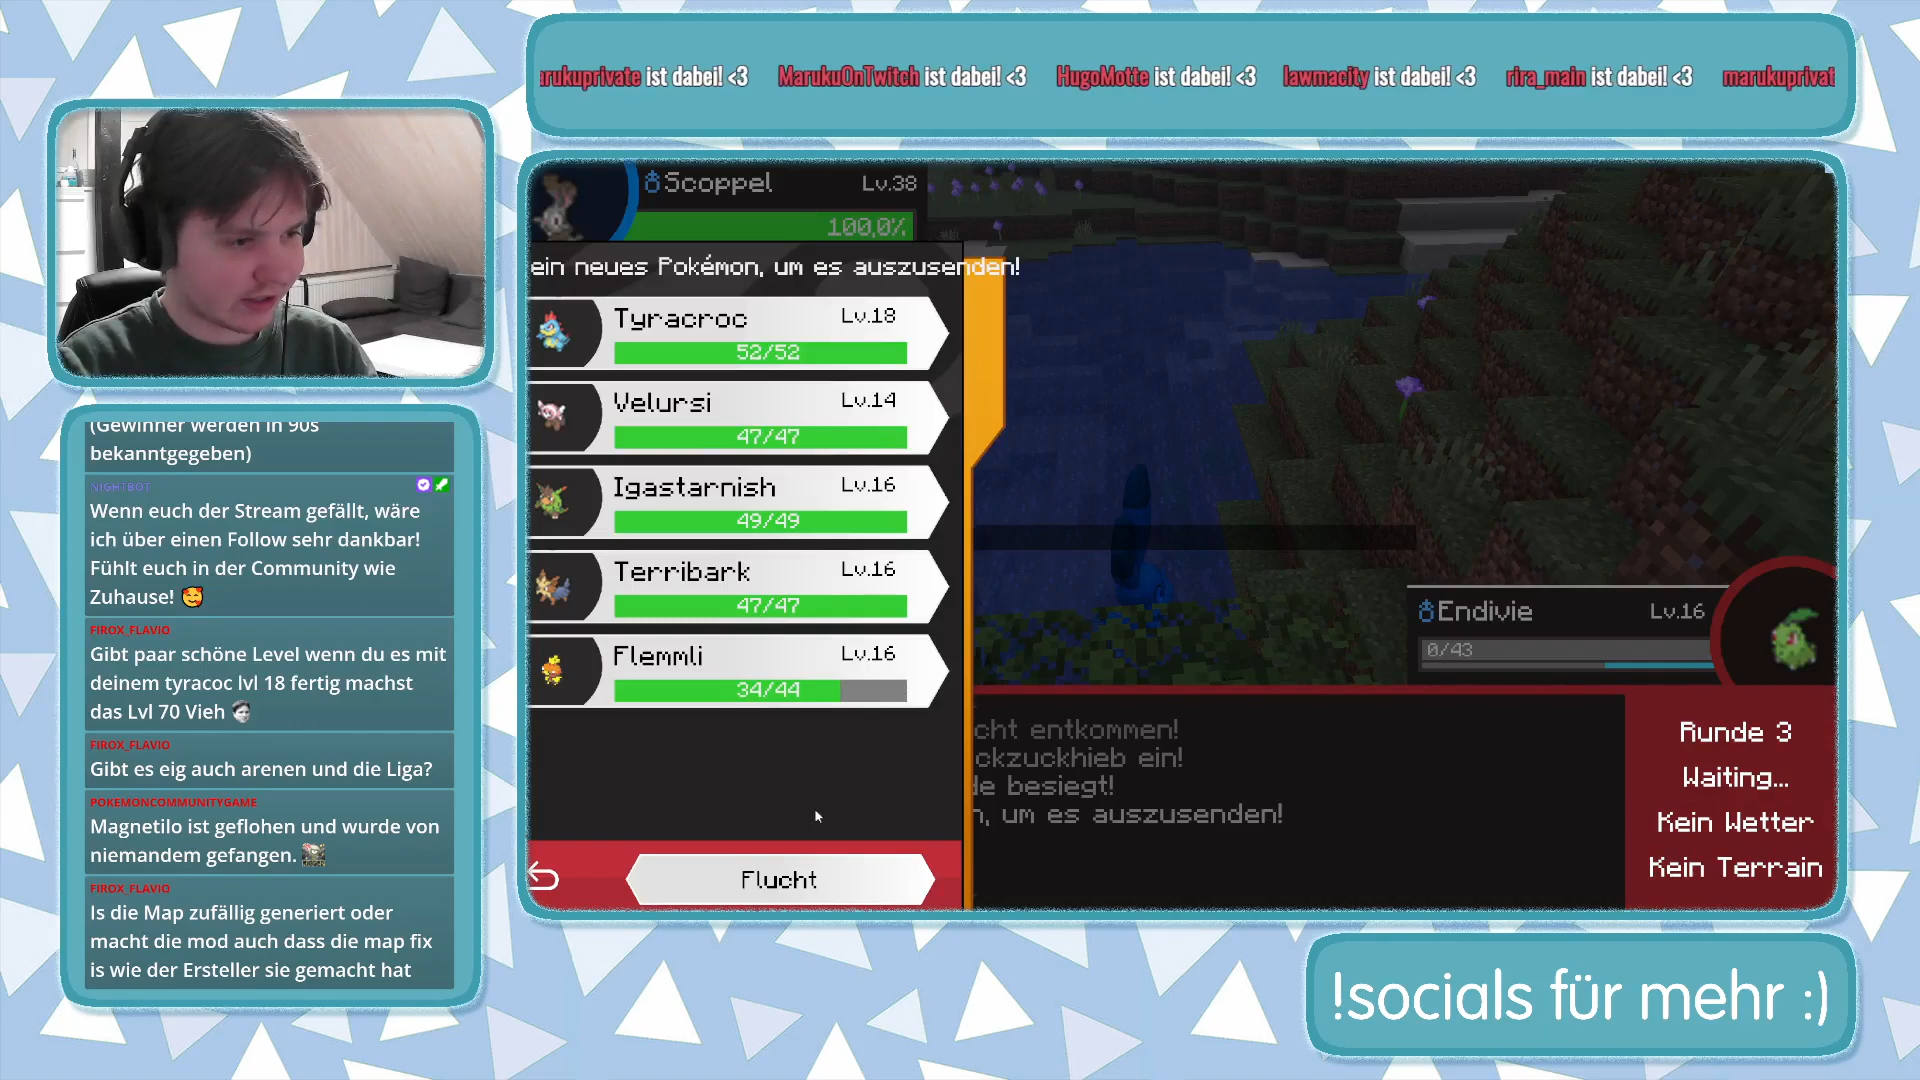 arukuprivate ist dabei! <3 MarukuOnTwitch ist dabei! <3 HugoMotte ist dabei! <3 lawmacity ist dabei! <3 rira_main ist dabei! <3 marukuprivat
Scoppel Lv.38
100,0%
ein neues Pokémon, um es auszusenden!
Tyracroc Lv.18
52/52
Velursi Lv.14
47/47
Igastarnish Lv.16
49/49
Terribark Lv.16
47/47
Flemmli Lv.16
34/44
Flucht
Endivie Lv.16
0/43
cht entkommen!
ckzuckhieb ein!
de besiegt!
n, um es auszusenden!
Runde 3
Waiting...
Kein Wetter
Kein Terrain
(Gewinner werden in 90s
bekanntgegeben)
NIGHTBOT
Wenn euch der Stream gefällt, wäre
ich über einen Follow sehr dankbar!
Fühlt euch in der Community wie
Zuhause! 🥰
FIROX_FLAVIO
Gibt paar schöne Level wenn du es mit
deinem tyracoc lvl 18 fertig machst
das Lvl 70 Vieh
FIROX_FLAVIO
Gibt es eig auch arenen und die Liga?
POKEMONCOMMUNITYGAME
Magnetilo ist geflohen und wurde von
niemandem gefangen.
FIROX_FLAVIO
Is die Map zufällig generiert oder
macht die mod auch dass die map fix
is wie der Ersteller sie gemacht hat
!socials für mehr :)